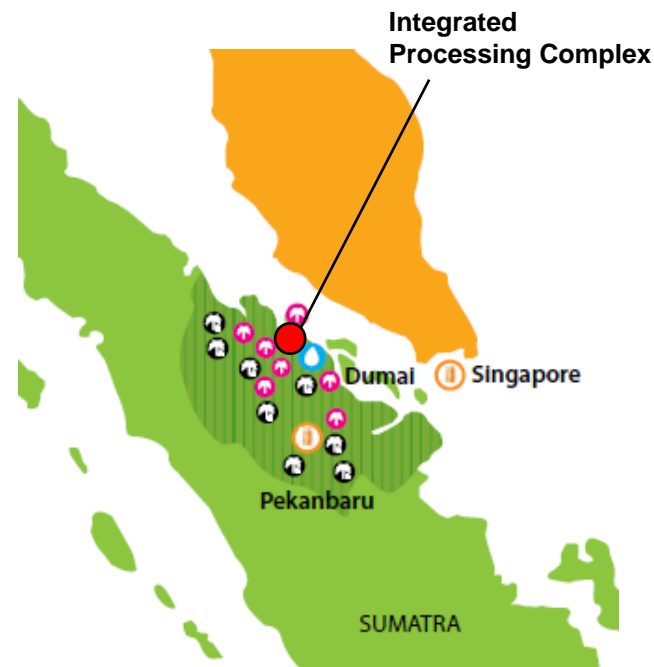 Integrated
Processing Complex
Dumai
Singapore
Pekanbaru
SUMATRA